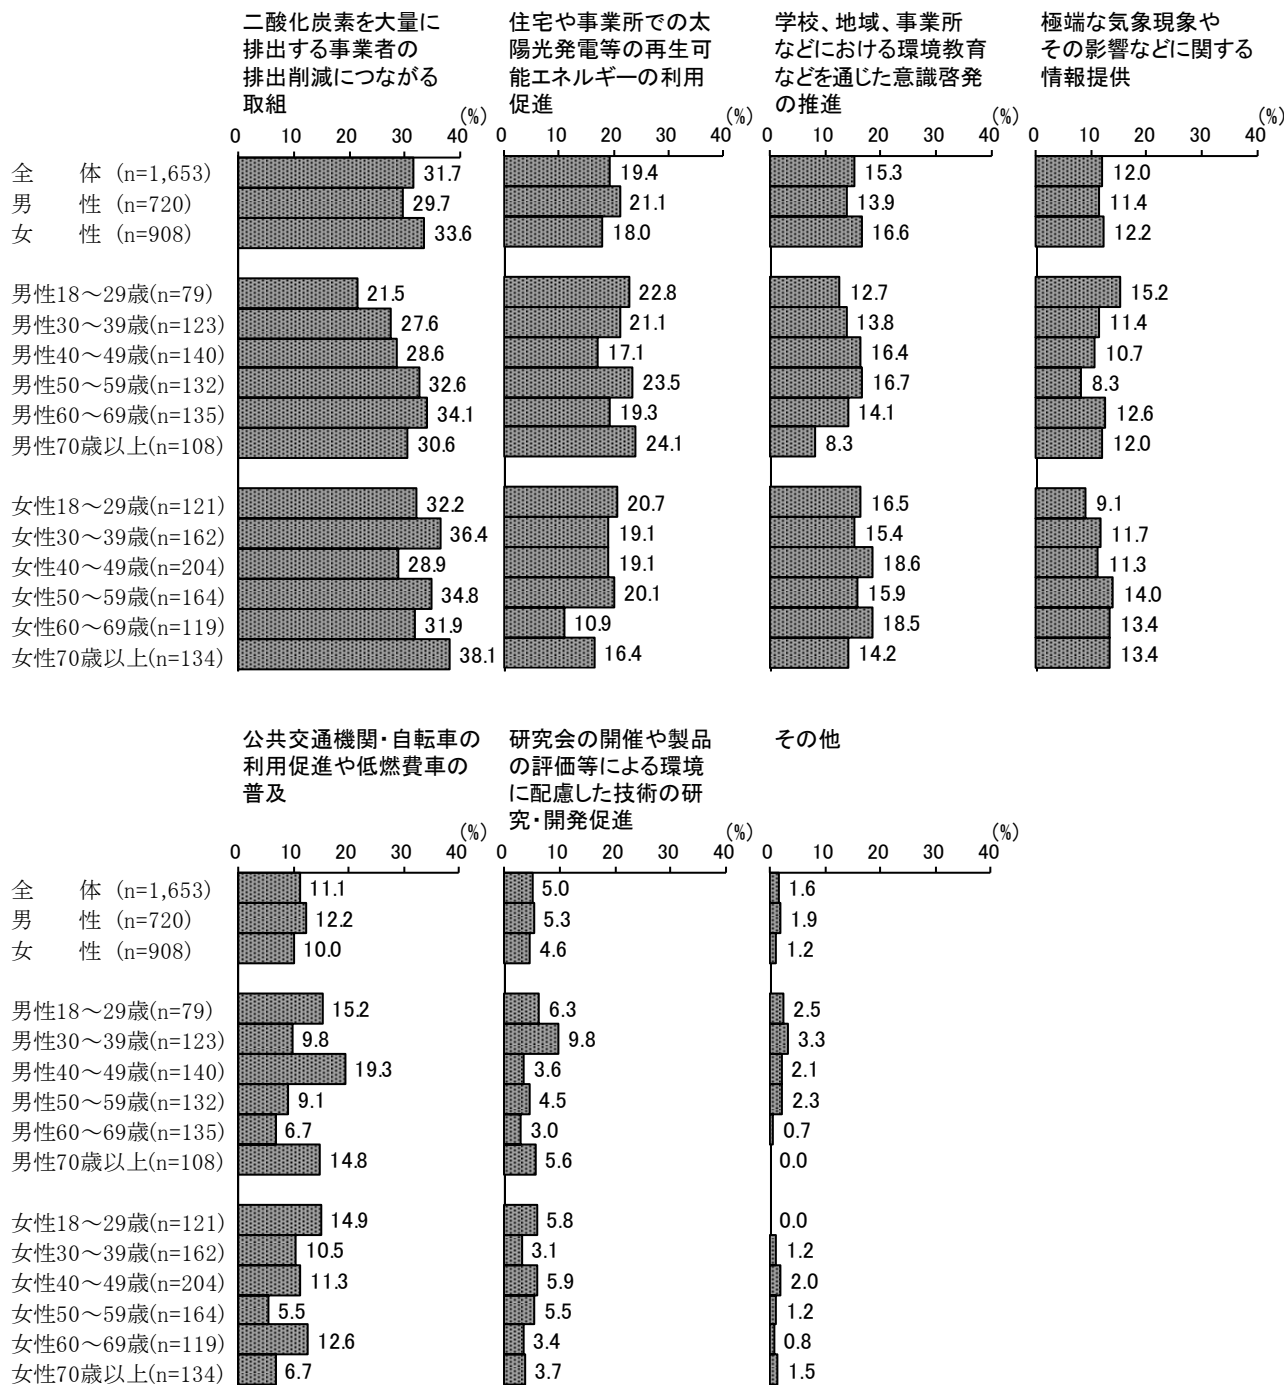 二酸化炭素を大量に
排出する事業者の
排出削減につながる
取組
住宅や事業所での太
陽光発電等の再生可
能エネルギーの利用
促進
学校、地域、事業所
などにおける環境教育
などを通じた意識啓発
の推進
極端な気象現象や
その影響などに関する
情報提供
(%) (%) (%) (%)
0 10 20 30 40 0 10 20 30 40 0 10 20 30 40 0 10 20 30 40
全 体 (n=1,653) 31.7 19.4 15.3 12.0
男 性 (n=720) 29.7 21.1 13.9 11.4
女 性 (n=908) 33.6 18.0 16.6 12.2
男性18～29歳(n=79) 21.5 22.8 12.7 15.2
男性30～39歳(n=123) 27.6 21.1 13.8 11.4
男性40～49歳(n=140) 28.6 17.1 16.4 10.7
男性50～59歳(n=132) 32.6 23.5 16.7 8.3
男性60～69歳(n=135) 34.1 19.3 14.1 12.6
男性70歳以上(n=108) 30.6 24.1 8.3 12.0
女性18～29歳(n=121) 32.2 20.7 16.5 9.1
女性30～39歳(n=162) 36.4 19.1 15.4 11.7
女性40～49歳(n=204) 28.9 19.1 18.6 11.3
女性50～59歳(n=164) 34.8 20.1 15.9 14.0
女性60～69歳(n=119) 31.9 10.9 18.5 13.4
女性70歳以上(n=134) 38.1 16.4 14.2 13.4
公共交通機関・自転車の
利用促進や低燃費車の
普及
研究会の開催や製品
の評価等による環境
に配慮した技術の研
究・開発促進
その他
(%) (%) (%)
0 10 20 30 40 0 10 20 30 40 0 10 20 30 40
全 体 (n=1,653) 11.1 5.0 1.6
男 性 (n=720) 12.2 5.3 1.9
女 性 (n=908) 10.0 4.6 1.2
男性18～29歳(n=79) 15.2 6.3 2.5
男性30～39歳(n=123) 9.8 9.8 3.3
男性40～49歳(n=140) 19.3 3.6 2.1
男性50～59歳(n=132) 9.1 4.5 2.3
男性60～69歳(n=135) 6.7 3.0 0.7
男性70歳以上(n=108) 14.8 5.6 0.0
女性18～29歳(n=121) 14.9 5.8 0.0
女性30～39歳(n=162) 10.5 3.1 1.2
女性40～49歳(n=204) 11.3 5.9 2.0
女性50～59歳(n=164) 5.5 5.5 1.2
女性60～69歳(n=119) 12.6 3.4 0.8
女性70歳以上(n=134) 6.7 3.7 1.5